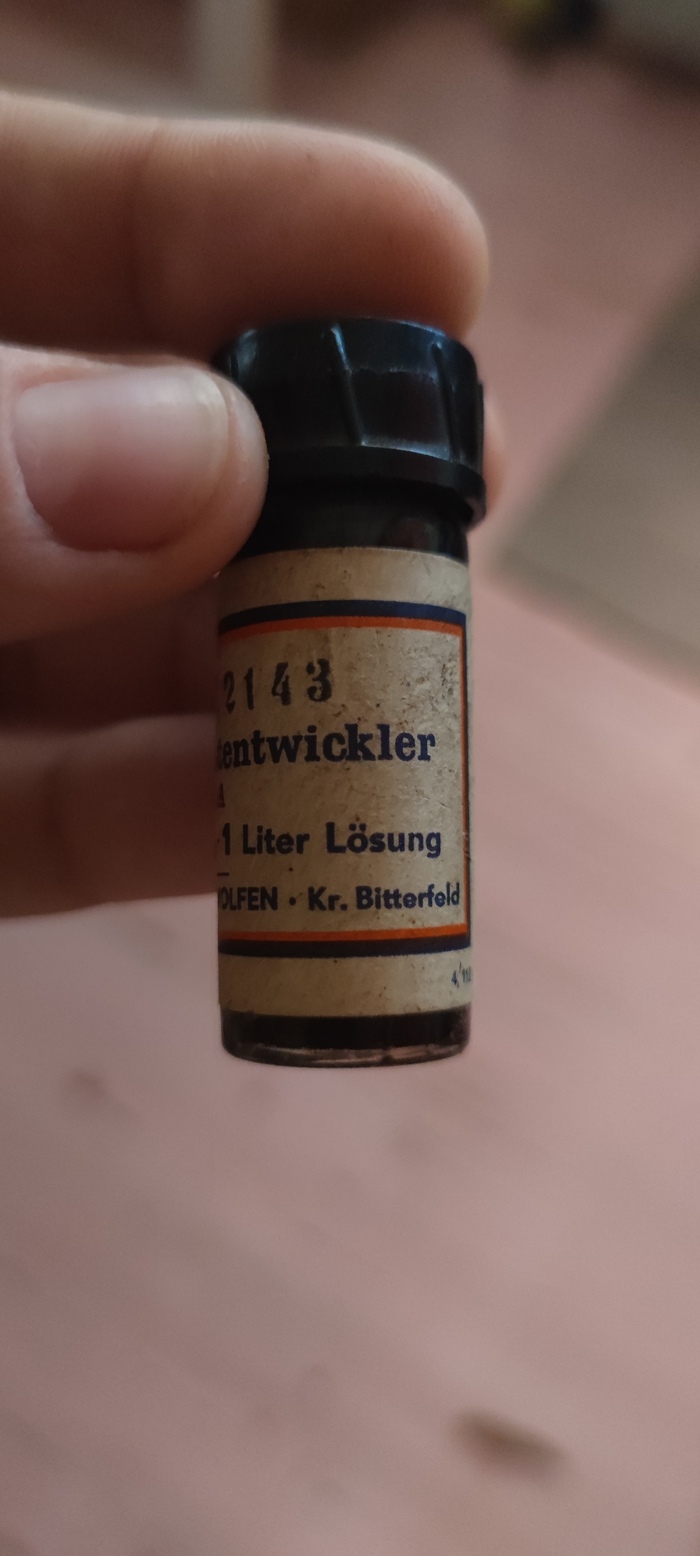 2143
entwickler
1 Liter Lösung
OLFEN · Kr. Bitterfeld